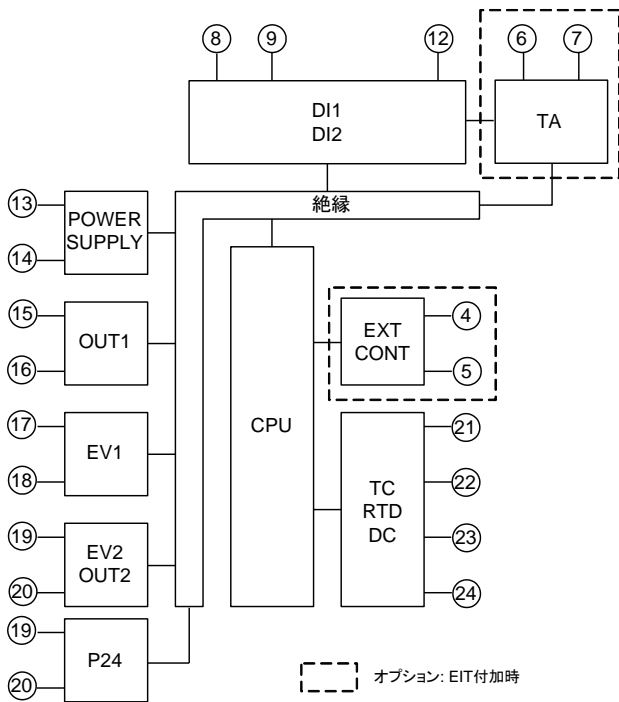 ⑧ ⑨ ⑫ ⑥ ⑦
DI1
DI2
TA
絶縁
⑬
⑭
POWER
SUPPLY
⑮
⑯
OUT1
⑰
⑱
EV1
⑲
⑳
EV2
OUT2
⑲
⑳
P24
CPU
EXT
CONT
④
⑤
TC
RTD
DC
㉑
㉒
㉓
㉔
オプション: EIT付加時